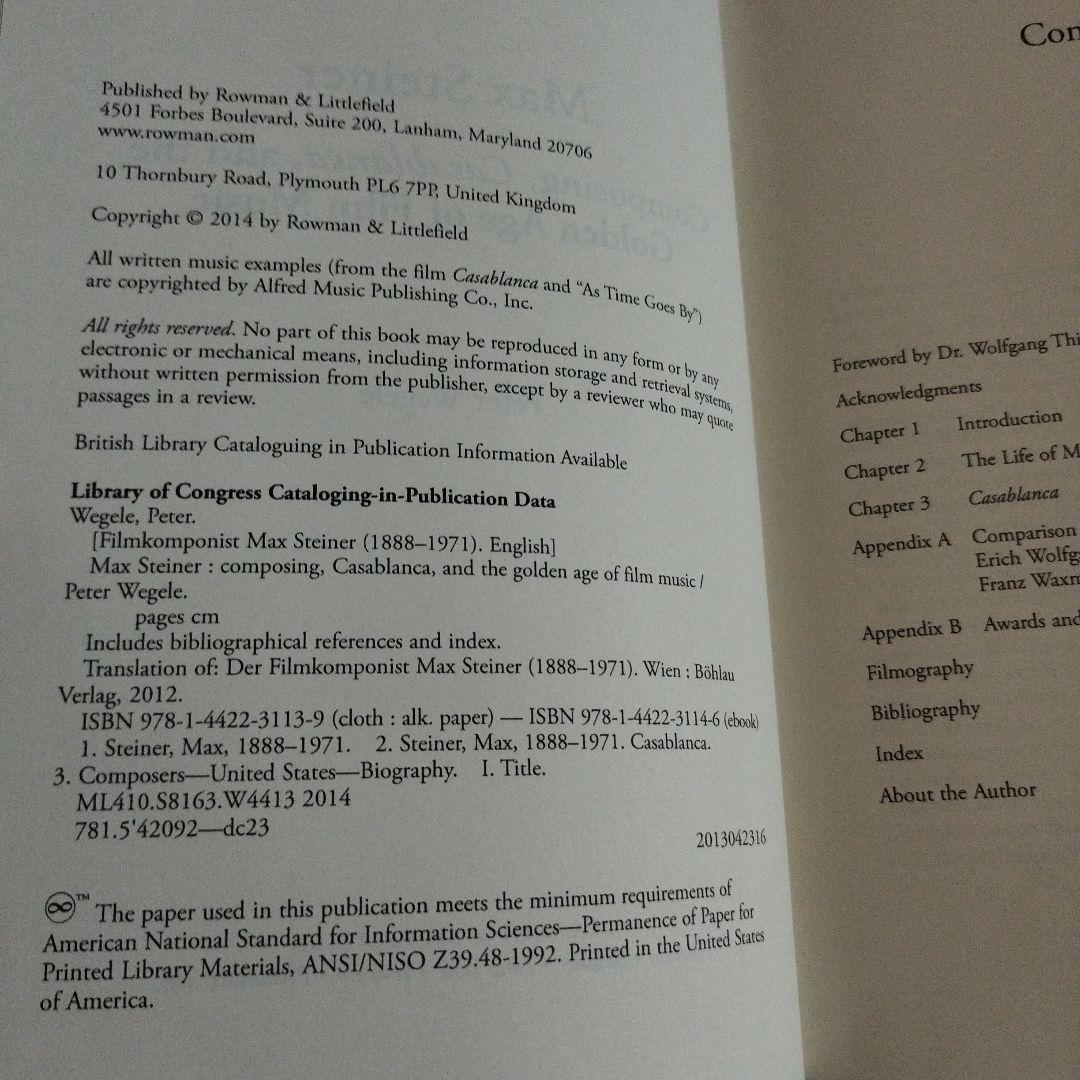 Published by Rowman & Littlefield
4501 Forbes Boulevard, Suite 200, Lanham, Maryland 20706
www.rowman.com
10 Thornbury Road, Plymouth PL6 7PP, United Kingdom
Copyright © 2014 by Rowman & Littlefield
All written music examples (from the film Casablanca and “As Time Goes By”)
are copyrighted by Alfred Music Publishing Co., Inc.
All rights reserved. No part of this book may be reproduced in any form or by any
electronic or mechanical means, including information storage and retrieval systems,
without written permission from the publisher, except by a reviewer who may quote
passages in a review.
British Library Cataloguing in Publication Information Available
Library of Congress Cataloging-in-Publication Data
Wegele, Peter.
[Filmkomponist Max Steiner (1888–1971). English]
Max Steiner : composing, Casablanca, and the golden age of film music /
Peter Wegele.
pages cm
Includes bibliographical references and index.
Translation of: Der Filmkomponist Max Steiner (1888–1971). Wien : Böhlau
Verlag, 2012.
ISBN 978-1-4422-3113-9 (cloth : alk. paper) — ISBN 978-1-4422-3114-6 (ebook)
1. Steiner, Max, 1888–1971. 2. Steiner, Max, 1888–1971. Casablanca.
3. Composers—United States—Biography. I. Title.
ML410.S8163.W4413 2014
781.5'42092—dc23
2013042316
™ The paper used in this publication meets the minimum requirements of
American National Standard for Information Sciences—Permanence of Paper for
Printed Library Materials, ANSI/NISO Z39.48-1992. Printed in the United States
of America.
Con
Foreword by Dr. Wolfgang Thi
Acknowledgments
Chapter 1 Introduction
Chapter 2 The Life of M
Chapter 3 Casablanca
Appendix A Comparison
Erich Wolfg
Franz Waxm
Appendix B Awards and
Filmography
Bibliography
Index
About the Author